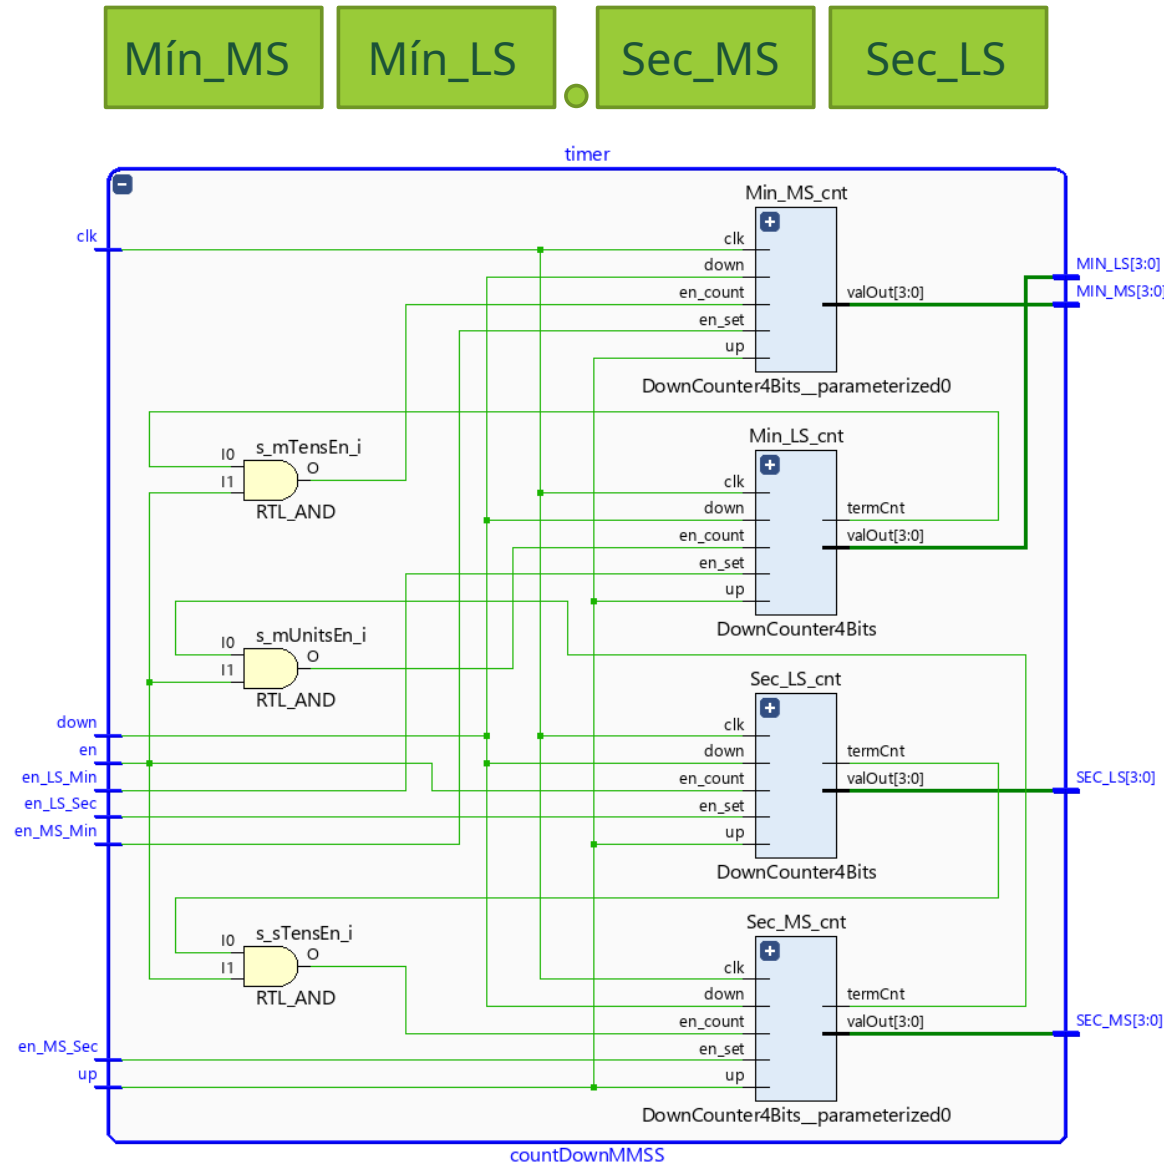 Mín_MS
Mín_LS
Sec_MS
Sec_LS
timer
Min_MS_cnt
clk
clk
down
en_count
en_set
up
valOut[3:0]
MIN_LS[3:0]
MIN_MS[3:0]
DownCounter4Bits__parameterized0
s_mTensEn_i
I0
I1
O
RTL_AND
Min_LS_cnt
clk
down
en_count
en_set
up
termCnt
valOut[3:0]
DownCounter4Bits
s_mUnitsEn_i
I0
I1
O
RTL_AND
Sec_LS_cnt
down
en
en_LS_Min
en_LS_Sec
en_MS_Min
clk
down
en_count
en_set
up
termCnt
valOut[3:0]
SEC_LS[3:0]
DownCounter4Bits
s_sTensEn_i
I0
I1
O
RTL_AND
Sec_MS_cnt
clk
down
en_count
en_set
up
termCnt
valOut[3:0]
SEC_MS[3:0]
en_MS_Sec
up
DownCounter4Bits__parameterized0
countDownMMSS